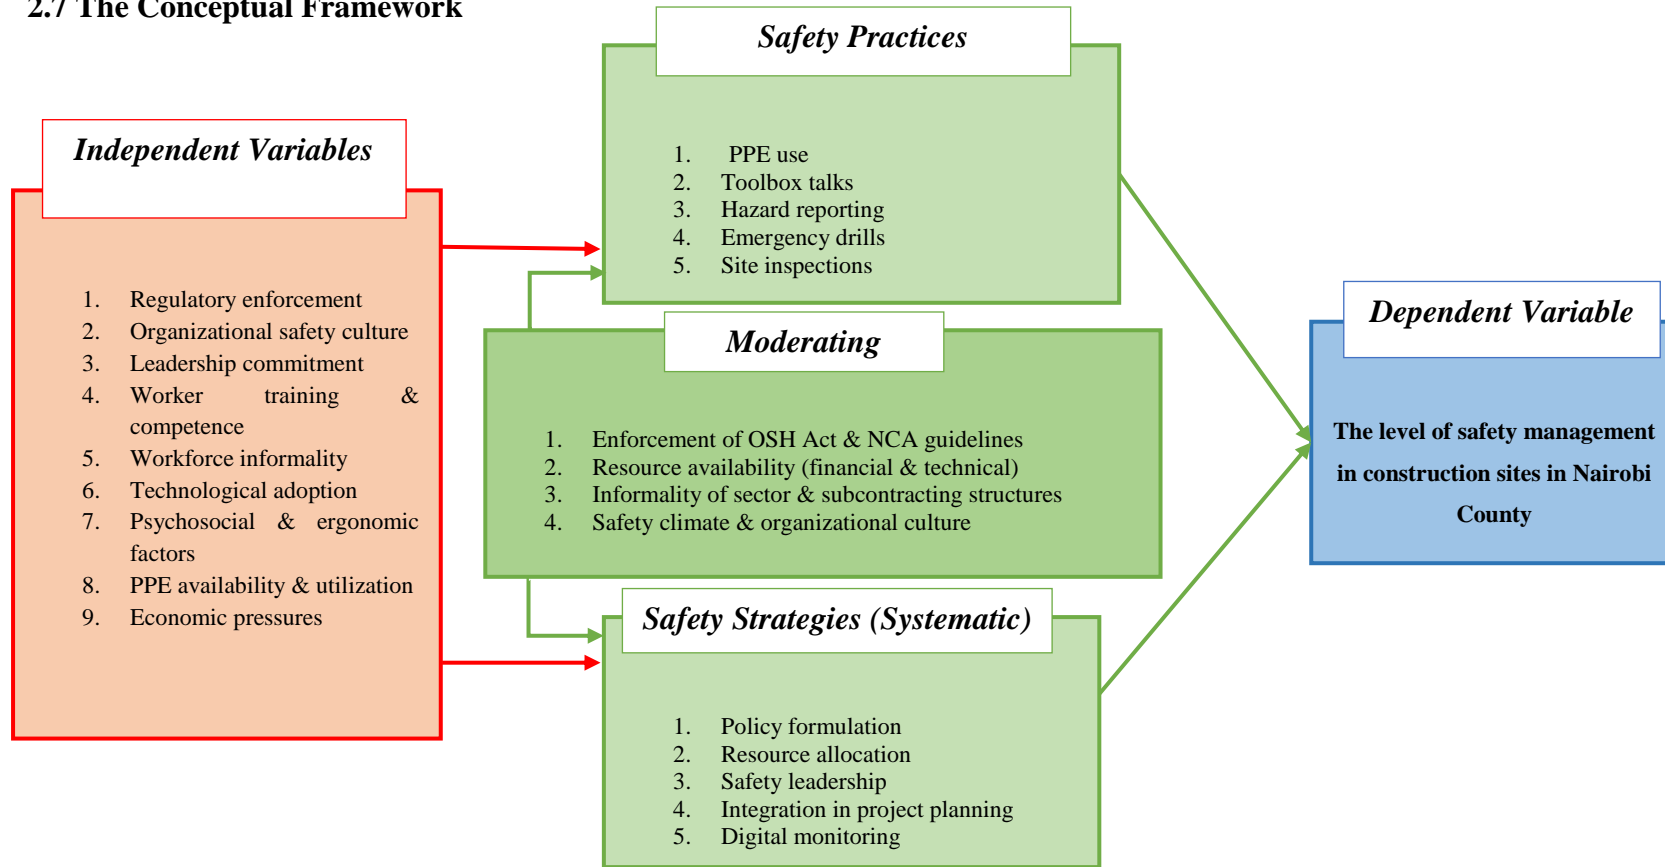 2.7 The Conceptual Framework
Safety Practices
1. PPE use
2. Toolbox talks
3. Hazard reporting
4. Emergency drills
5. Site inspections
Independent Variables
1. Regulatory enforcement
2. Organizational safety culture
3. Leadership commitment
4. Worker training &
competence
5. Workforce informality
6. Technological adoption
7. Psychosocial & ergonomic
factors
8. PPE availability & utilization
9. Economic pressures
Moderating
1. Enforcement of OSH Act & NCA guidelines
2. Resource availability (financial & technical)
3. Informality of sector & subcontracting structures
4. Safety climate & organizational culture
Safety Strategies (Systematic)
1. Policy formulation
2. Resource allocation
3. Safety leadership
4. Integration in project planning
5. Digital monitoring
Dependent Variable
The level of safety management
in construction sites in Nairobi
County